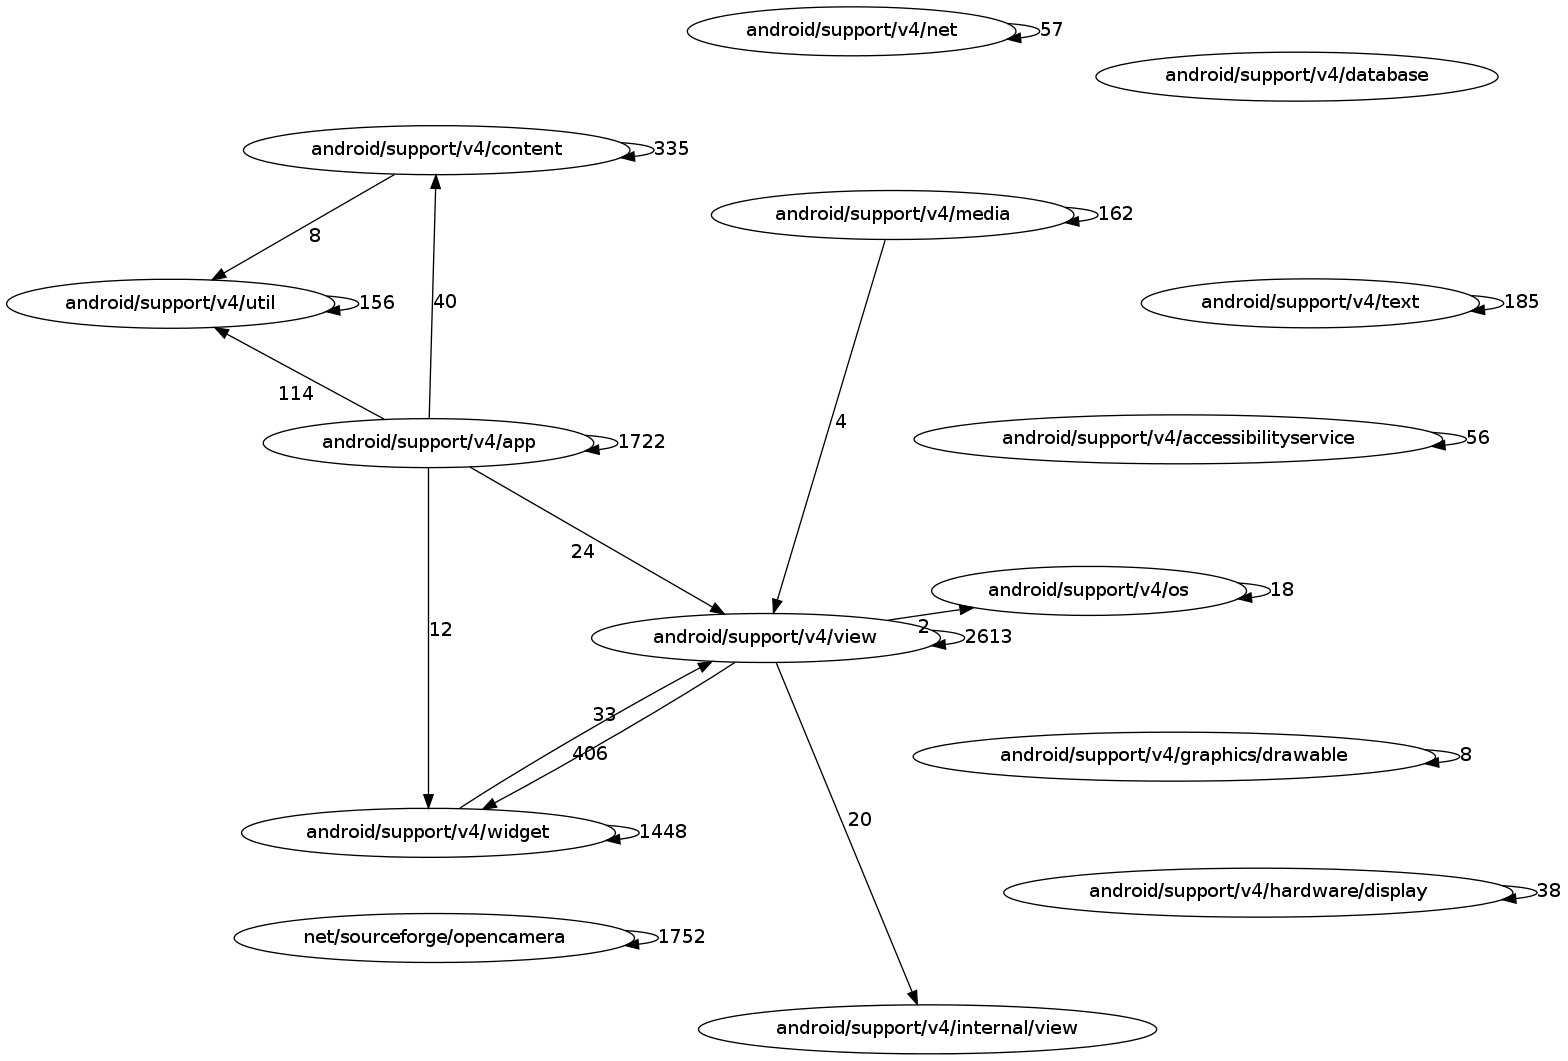 android/support/v4/net
57
android/support/v4/database
android/support/v4/content
335
android/support/v4/media
162
8
android/support/v4/util
156
40
android/support/v4/text
185
114
4
android/support/v4/app
1722
android/support/v4/accessibilityservice
56
24
android/support/v4/os
18
12
2
android/support/v4/view
2613
33
406
android/support/v4/graphics/drawable
8
20
android/support/v4/widget
1448
android/support/v4/hardware/display
38
net/sourceforge/opencamera
1752
android/support/v4/internal/view